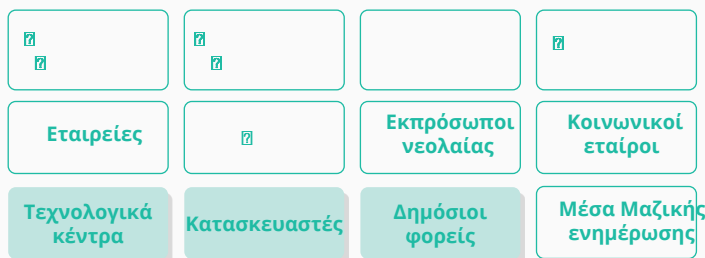 Εταιρείες
Εκπρόσωποι
νεολαίας
Κοινωνικοί
εταίροι
Τεχνολογικά
κέντρα
Κατασκευαστές
Δημόσιοι
φορείς
Μέσα Μαζικής
ενημέρωσης